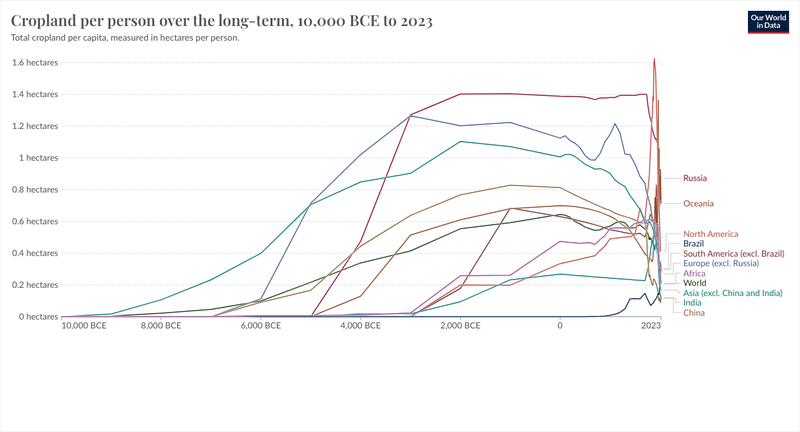 Cropland per person over the long-term, 10,000 BCE to 2023
Total cropland per capita, measured in hectares per person.
Our World
in Data
1.6 hectares
1.4 hectares
1.2 hectares
1 hectares
0.8 hectares
0.6 hectares
0.4 hectares
0.2 hectares
0 hectares
10,000 BCE
8,000 BCE
6,000 BCE
4,000 BCE
2,000 BCE
0
2023
Russia
Oceania
North America
Brazil
South America (excl. Brazil)
Europe (excl. Russia)
Africa
World
Asia (excl. China and India)
India
China